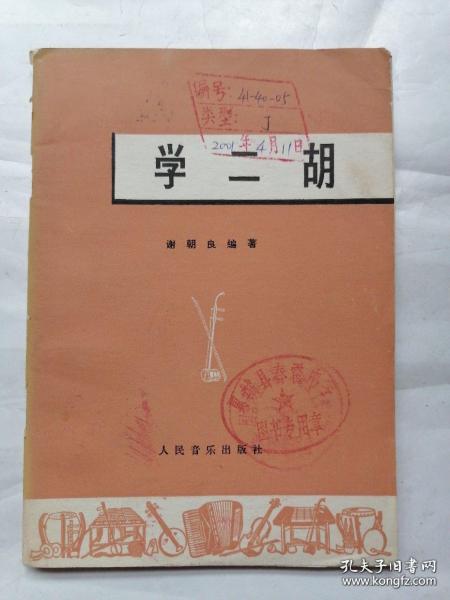 编号: 41-40-05
类型: J
2001年4月11日
学二胡
谢朝良编著
人民音乐出版社
孔夫子旧书网
www.kongfz.com